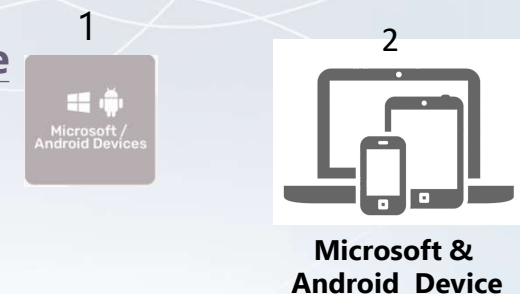 1
e
Microsoft /
Android Devices
2
Microsoft &
Android Device